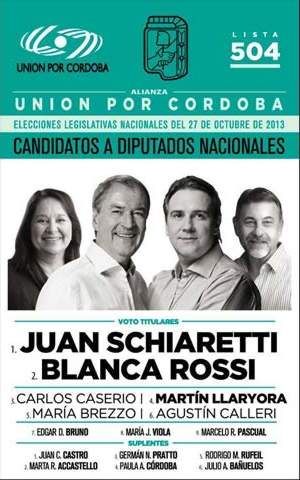 UNION POR CORDOBA
LISTA
504
ALIANZA
UNION POR CORDOBA
ELECCIONES LEGISLATIVAS NACIONALES DEL 27 DE OCTUBRE DE 2013
CANDIDATOS A DIPUTADOS NACIONALES
VOTO TITULARES
1. JUAN SCHIARETTI
2. BLANCA ROSSI
3. CARLOS CASERIO | 4. MARTÍN LLARYORA
5. MARÍA BREZZO | 6. AGUSTÍN CALLERI
7. EDGAR D. BRUNO 8. MARÍA J. VIOLA 9. MARCELO R. PASCUAL
SUPLENTES
1. JUAN C. CASTRO 3. GERMÁN N. PRATTO 5. RODRIGO M. RUFEIL
2. MARTA R. ACCASTELLO 4. PAULA A. CÓRDOBA 6. JULIO A. BAÑUELOS